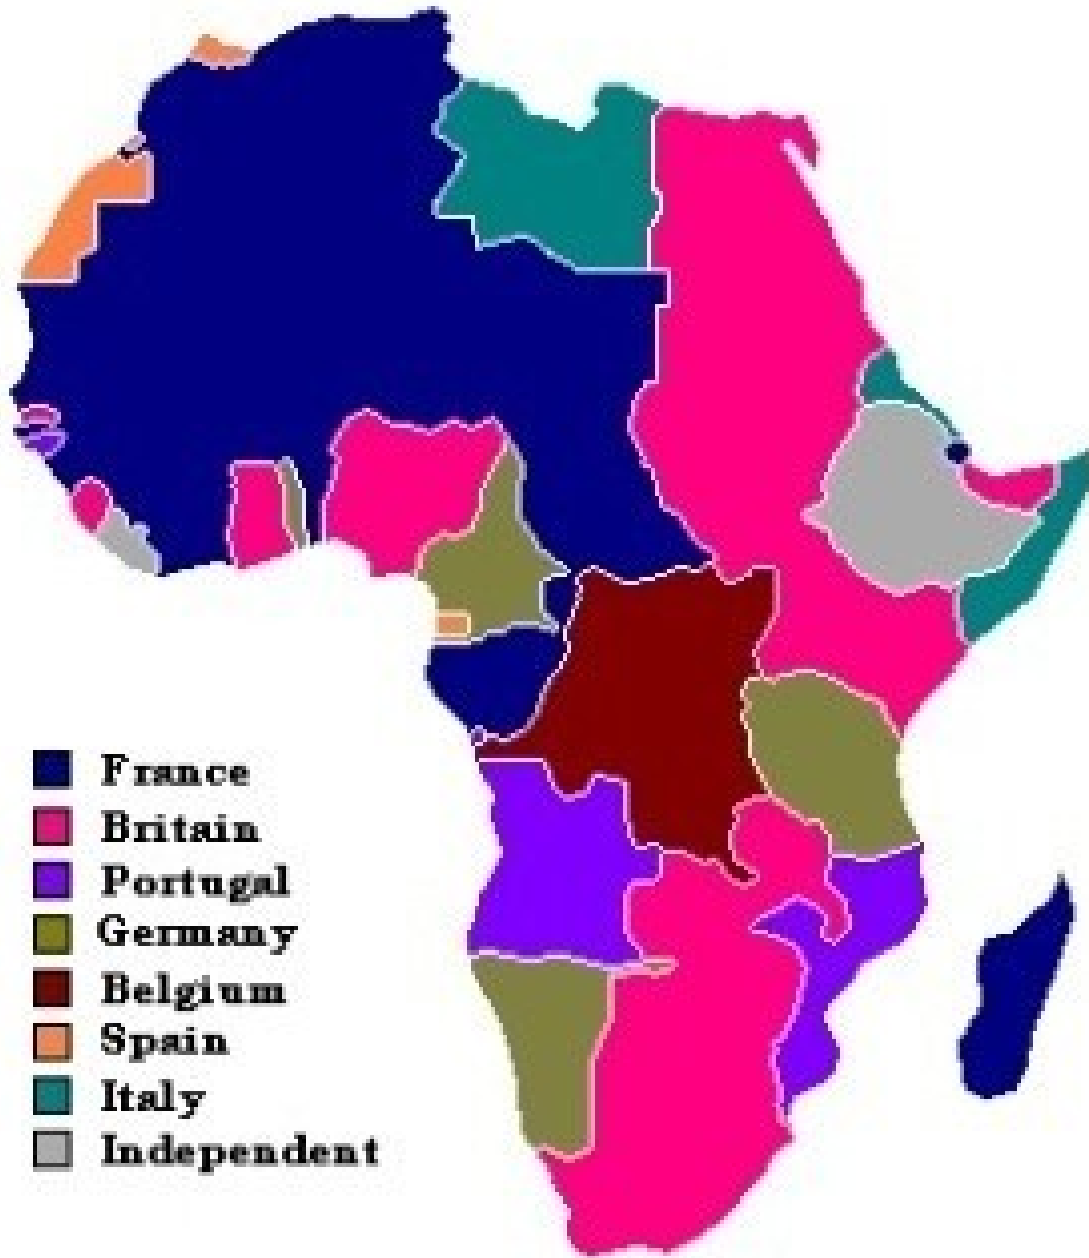 France
Britain
Portugal
Germany
Belgium
Spain
Italy
Independent